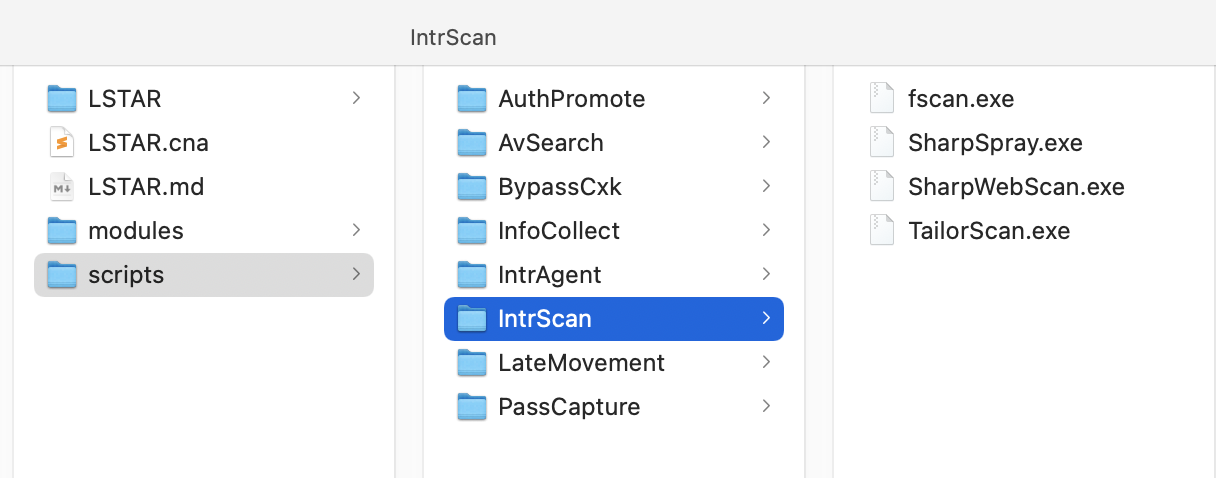 IntrScan
LSTAR
LSTAR.cna
LSTAR.md
modules
scripts
AuthPromote
AvSearch
BypassCxk
InfoCollect
IntrAgent
IntrScan
LateMovement
PassCapture
fscan.exe
SharpSpray.exe
SharpWebScan.exe
TailorScan.exe